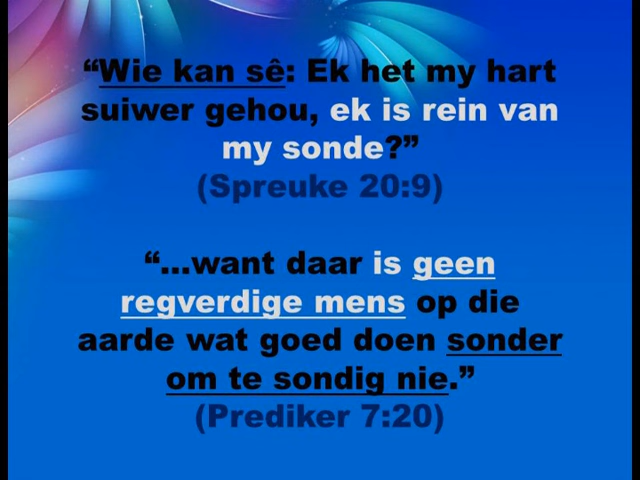 “Wie kan sê: Ek het my hart
suiwer gehou, ek is rein van
my sonde?”
(Spreuke 20:9)
“...want daar is geen
regverdige mens op die
aarde wat goed doen sonder
om te sondig nie.”
(Prediker 7:20)